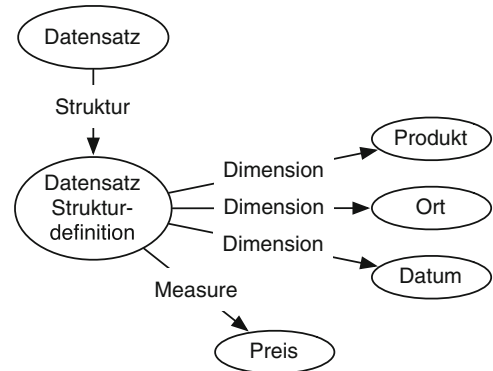 Datensatz
Struktur
Datensatz
Struktur-
definition
Dimension
Dimension
Dimension
Produkt
Ort
Datum
Measure
Preis